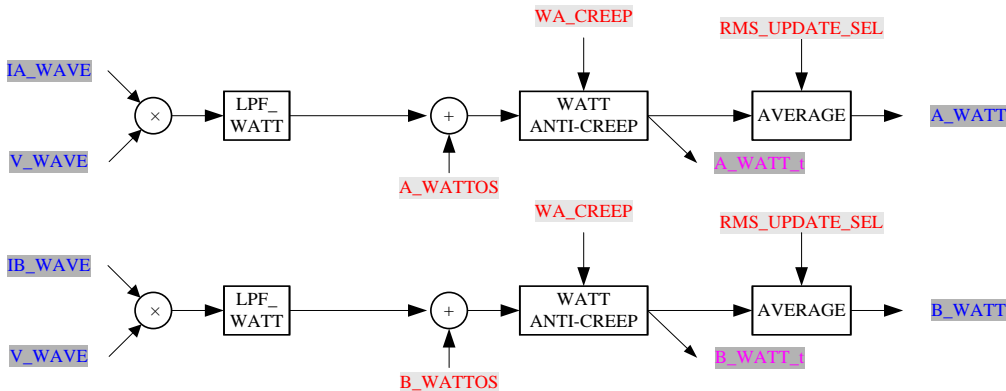 WA_CREEP
RMS_UPDATE_SEL
IA_WAVE
LPF_
WATT
WATT
ANTI-CREEP
AVERAGE
A_WATT
×
+
V_WAVE
A_WATT_t
A_WATTOS
WA_CREEP
RMS_UPDATE_SEL
IB_WAVE
LPF_
WATT
WATT
ANTI-CREEP
AVERAGE
B_WATT
×
+
V_WAVE
B_WATT_t
B_WATTOS